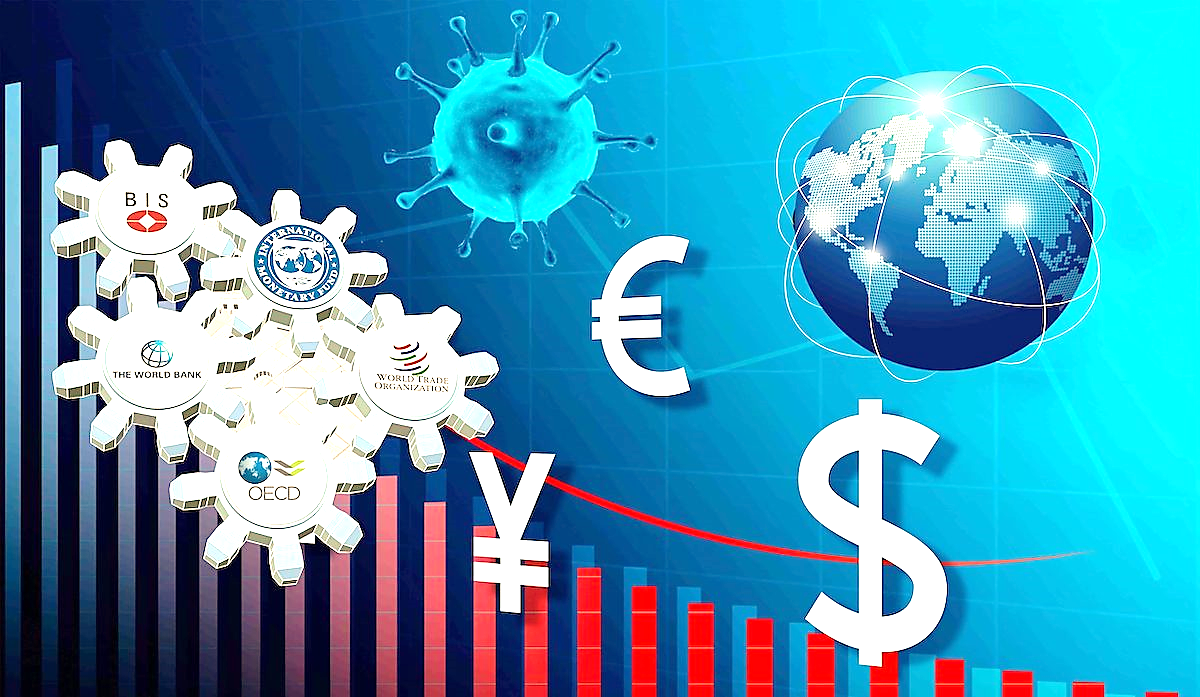 BIS
INTERNATIONAL
MONETARY FUND
THE WORLD BANK
WORLD TRADE
ORGANIZATION
OECD
€
¥
$